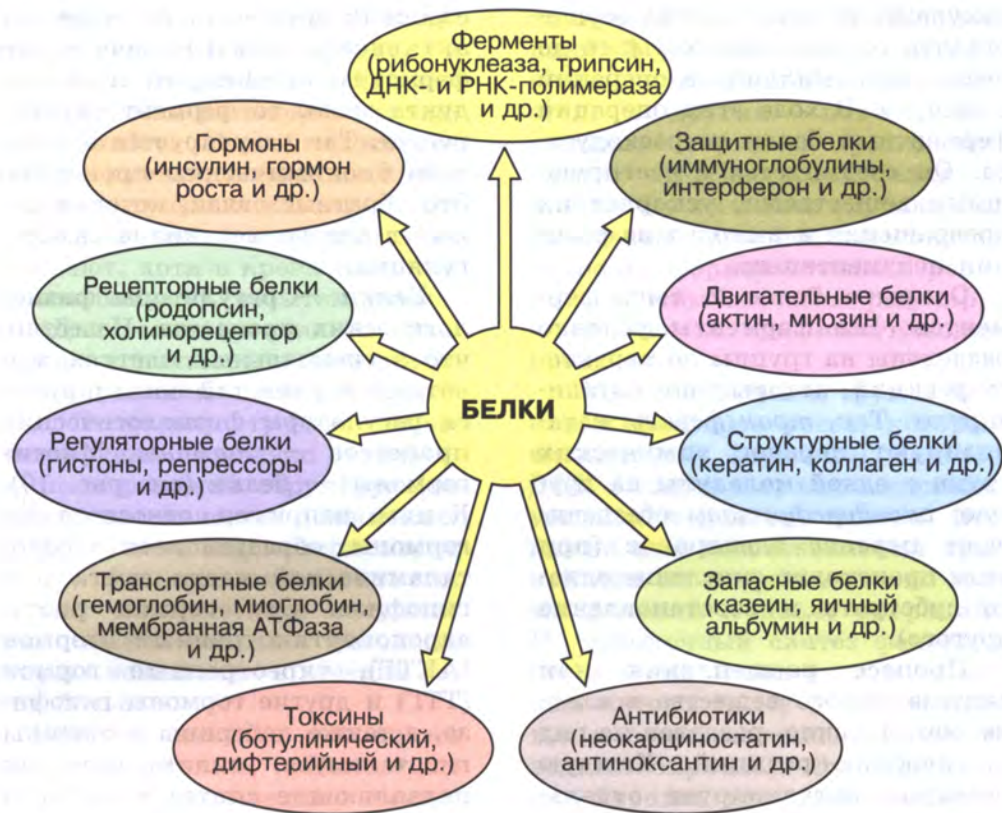 Ферменты
(рибонуклеаза, трипсин,
ДНК и РНК-полимераза
и др.)
Гормоны
(инсулин, гормон
роста и др.)
Защитные белки
(иммуноглобулины,
интерферон и др.)
Рецепторные белки
(родопсин,
холинорецептор
и др.)
Двигательные белки
(актин, миозин и др.)
БЕЛКИ
Регуляторные белки
(гистоны, репрессоры
и др.)
Структурные белки
(кератин, коллаген и др.)
Транспортные белки
(гемоглобин, миоглобин,
мембранная АТФаза
и др.)
Запасные белки
(казеин, яичный
альбумин и др.)
Токсины
(ботулинический,
дифтерийный и др.)
Антибиотики
(неокарциностатин,
антиноксантин и др.)